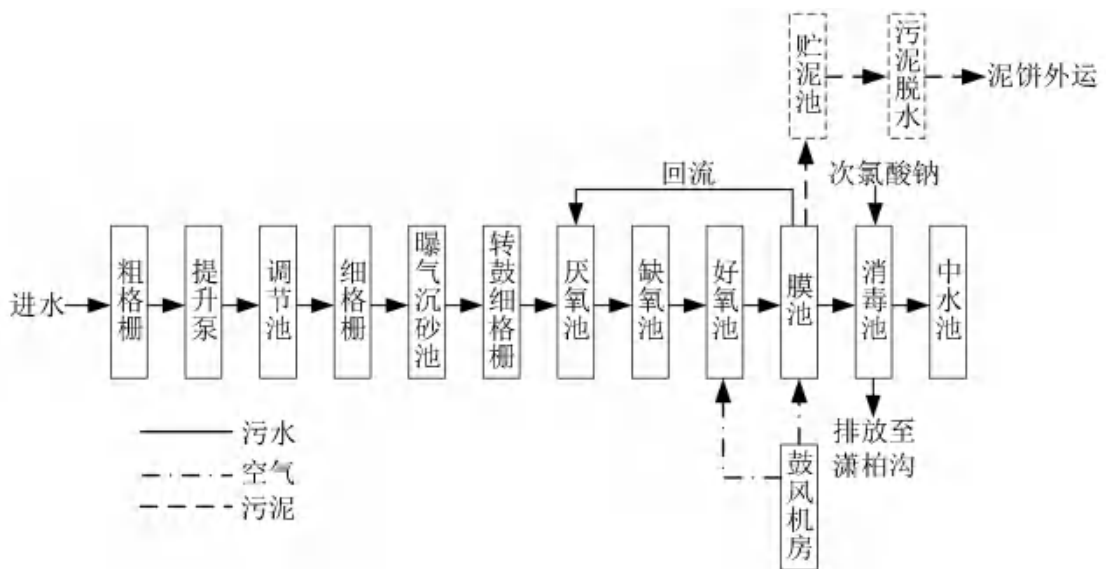 贮泥池
污泥脱水
泥饼外运
回流
次氯酸钠
进水
粗格栅
提升泵
调节池
细格栅
曝气沉砂池
转鼓细格栅
厌氧池
缺氧池
好氧池
膜池
消毒池
中水池
污水
空气
污泥
鼓风机房
排放至
潇柏沟